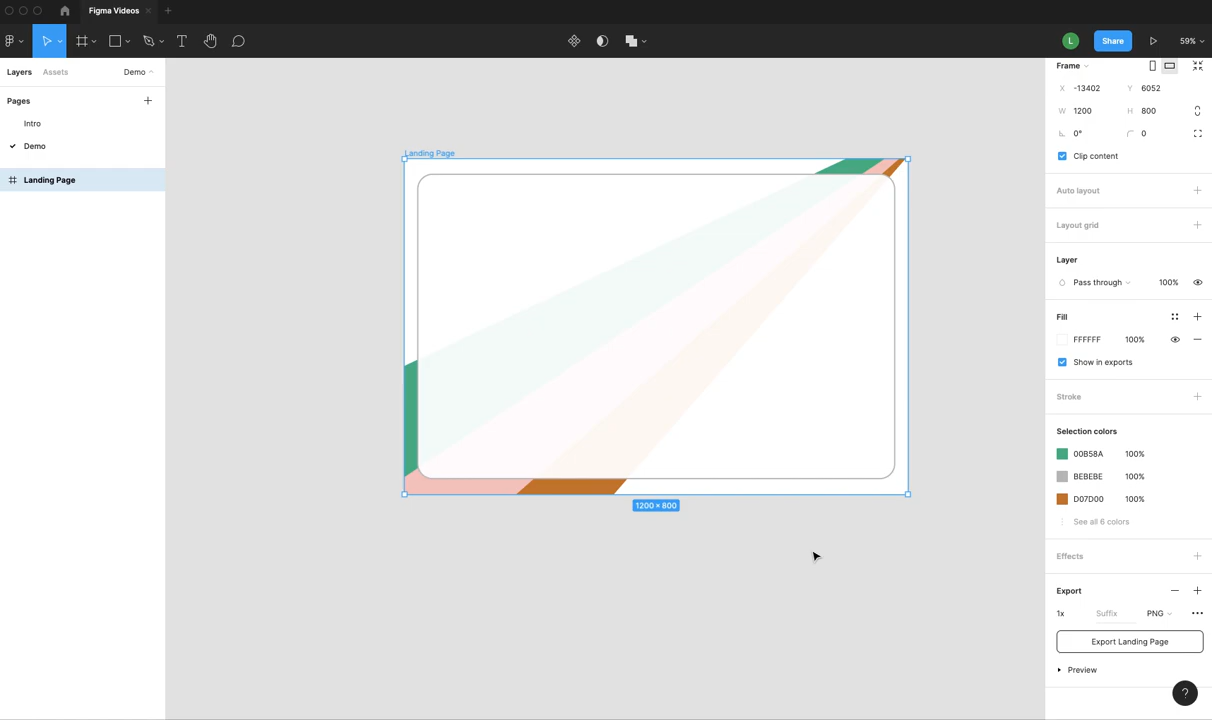 Figma Videos
Share
59%
Layers
Assets
Demo
Pages
Intro
Demo
Landing Page
Landing Page
1200 × 800
Frame
X -13402 Y 6052
W 1200 H 800
0° 0
Clip content
Auto layout
Layout grid
Layer
Pass through 100%
Fill
FFFFFF 100%
Show in exports
Stroke
Selection colors
00B58A 100%
BEBEBE 100%
D07D00 100%
See all 6 colors
Effects
Export
1x Suffix PNG
Export Landing Page
Preview
?
L